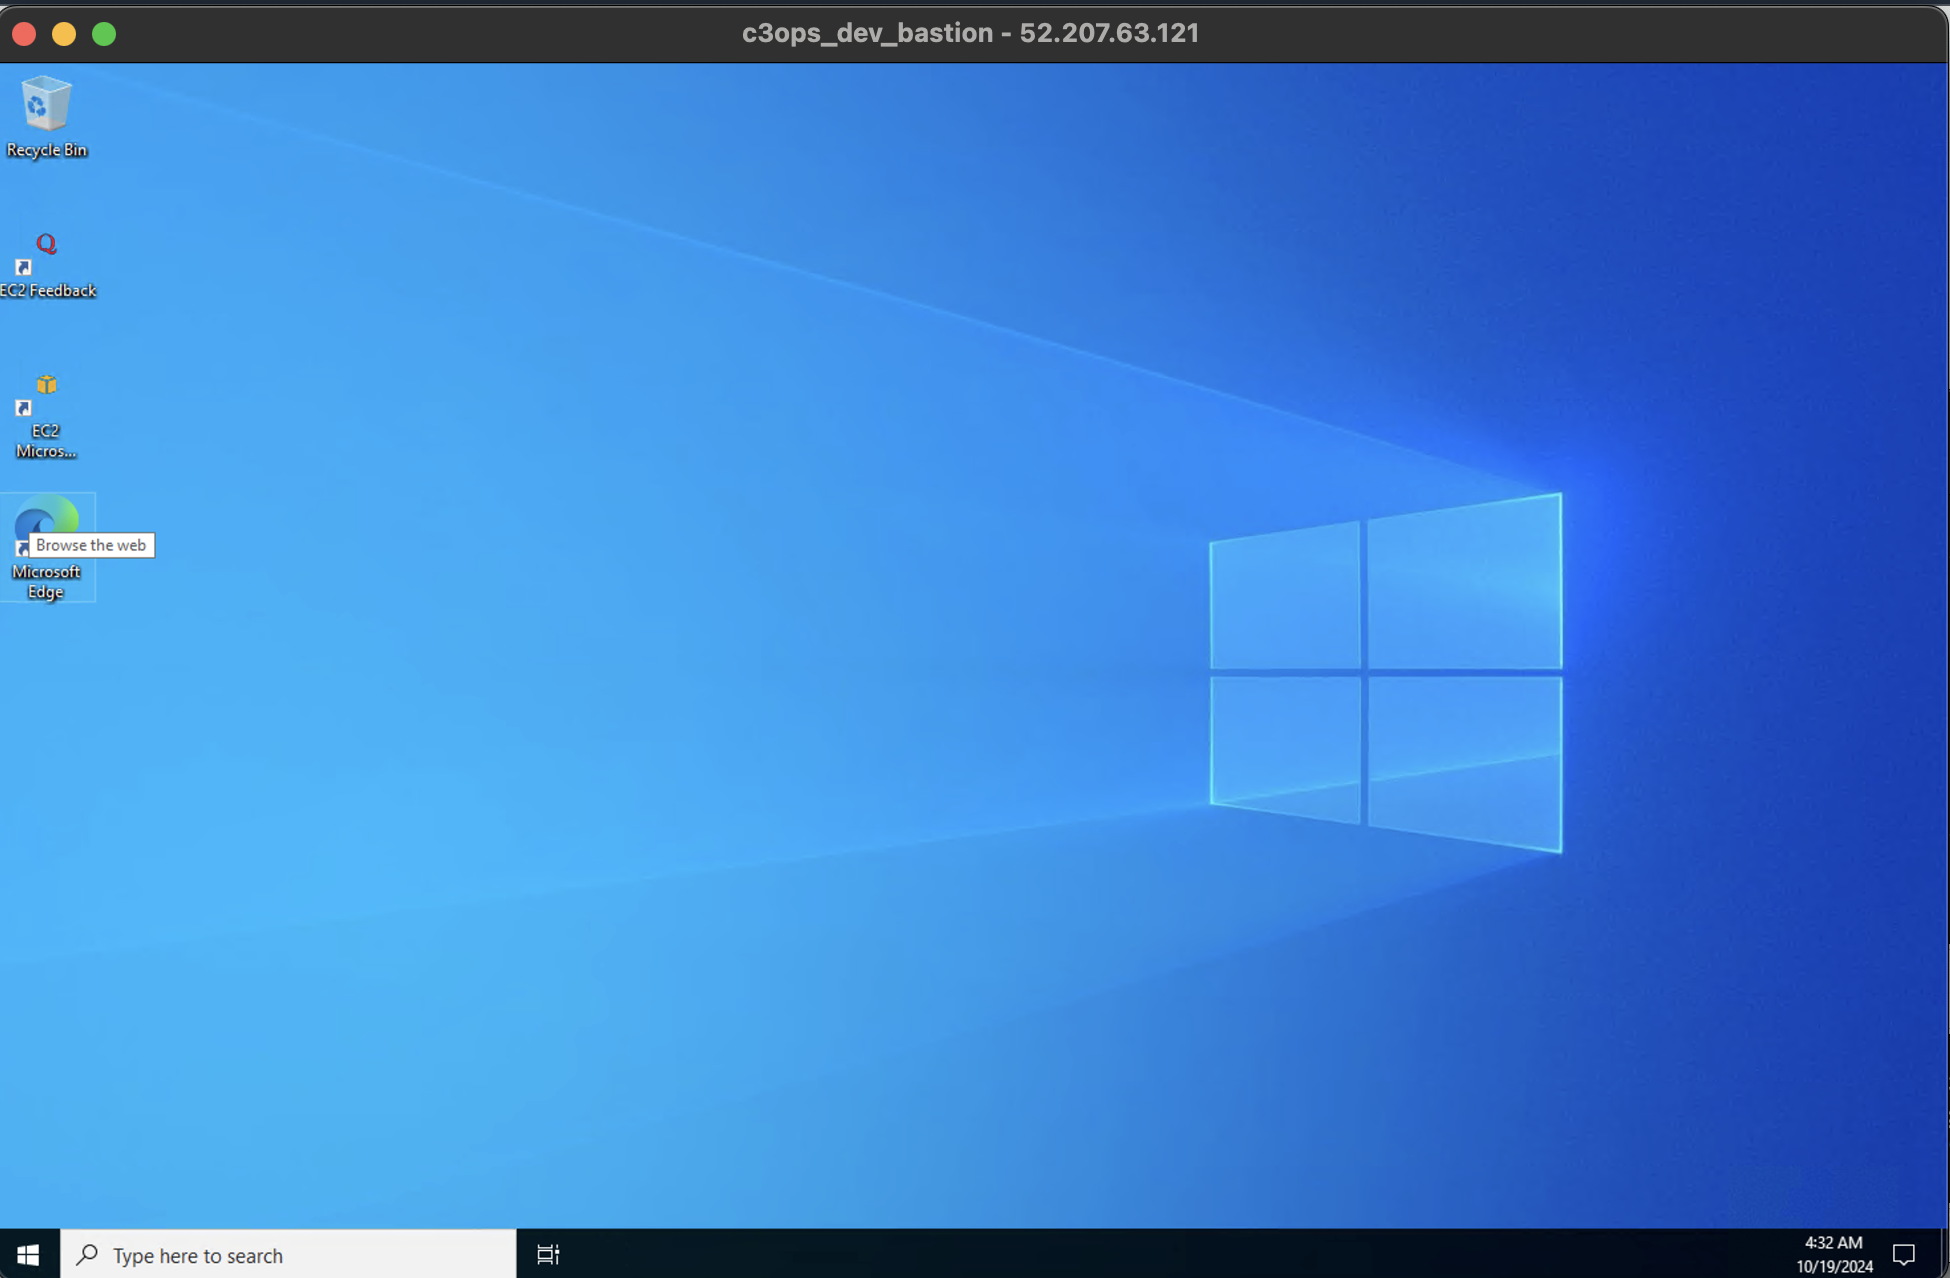 c3ops_dev_bastion - 52.207.63.121
Recycle Bin
EC2 Feedback
EC2
Micros...
Browse the web
Microsoft
Edge
Type here to search
4:32 AM
10/19/2024